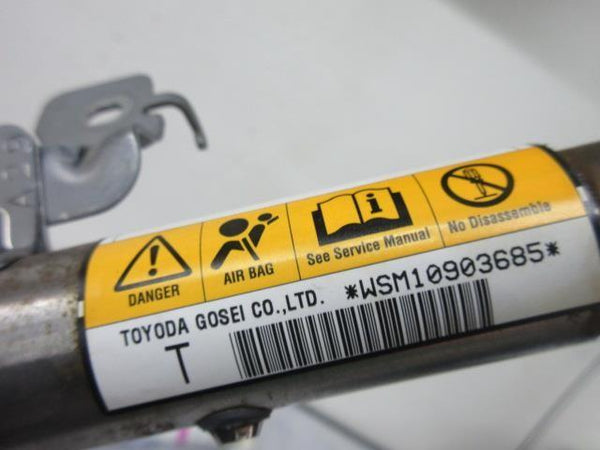 DANGER
AIR BAG
See Service Manual
No Disassemble
TOYODA GOSEI CO.,LTD. *WSM10903685*
T